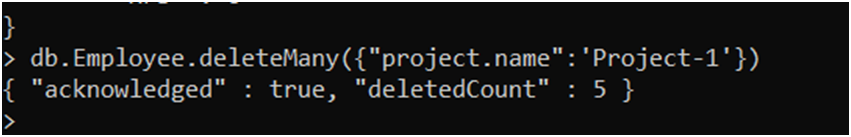 }
> db.Employee.deleteMany({"project.name":'Project-1'})
{ "acknowledged" : true, "deletedCount" : 5 }
>